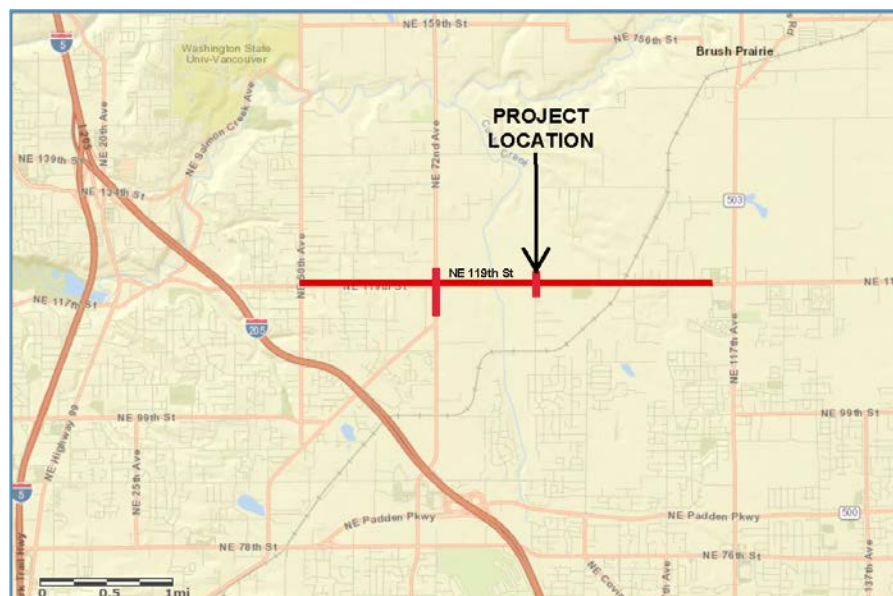 NE 159th St
NE 156th St
Brush Prairie
Washington State
Univ-Vancouver
5
NE 20th Ave
NE Salmon Creek Ave
NE 72nd Ave
PROJECT
LOCATION
I-205
NE 139th St
NE 134th St
503
NE 50th Ave
NE 119th St
NE 119th St
NE 117th St
205
NE 117th Ave
NE 99th St
NE 99th St
NE Highway 99
NE 25th Ave
5
NE Padden Pkwy
NE Padden Pkwy
500
NE 78th St
NE 76th St
137th Ave
0 0.5 1mi